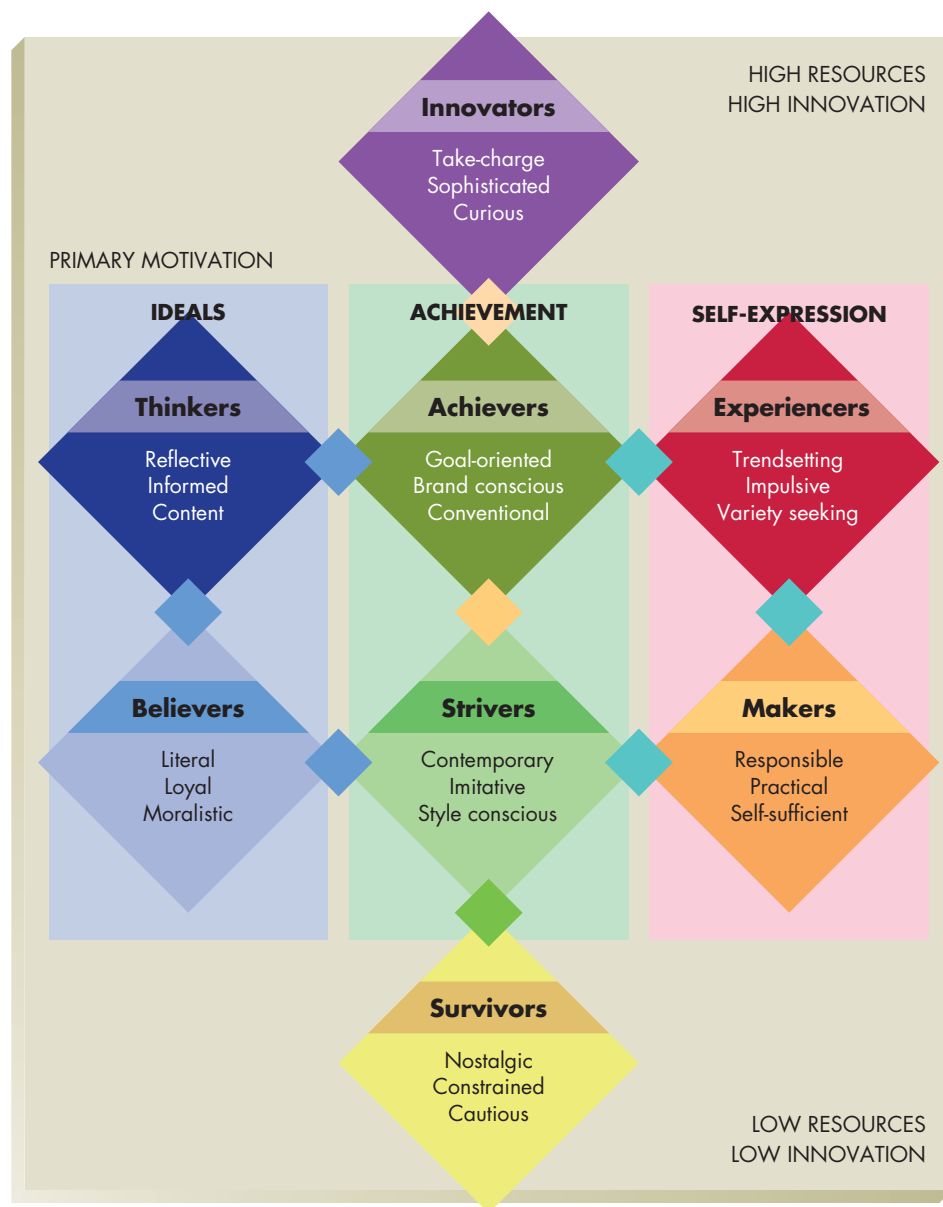 HIGH RESOURCES
HIGH INNOVATION
Innovators
Take-charge
Sophisticated
Curious
PRIMARY MOTIVATION
IDEALS
ACHIEVEMENT
SELF-EXPRESSION
Thinkers
Reflective
Informed
Content
Achievers
Goal-oriented
Brand conscious
Conventional
Experiencers
Trendsetting
Impulsive
Variety seeking
Believers
Literal
Loyal
Moralistic
Strivers
Contemporary
Imitative
Style conscious
Makers
Responsible
Practical
Self-sufficient
Survivors
Nostalgic
Constrained
Cautious
LOW RESOURCES
LOW INNOVATION